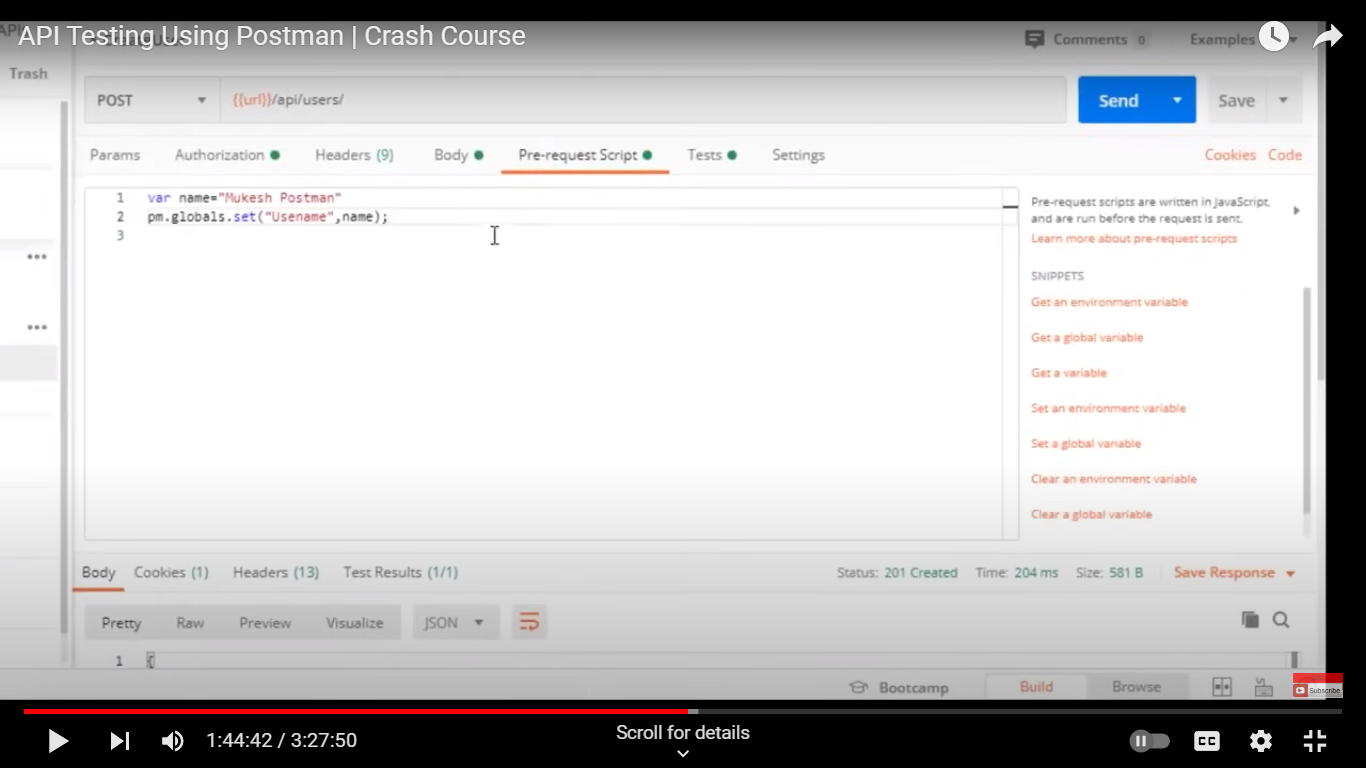 API Testing Using Postman | Crash Course
Comments 0 Examples
Trash
POST {{url}}/api/users/ Send Save
Params Authorization Headers (9) Body Pre-request Script Tests Settings Cookies Code
1 var name="Mukesh Postman"
2 pm.globals.set("Usename",name);
3
Pre-request scripts are written in JavaScript,
and are run before the request is sent.
Learn more about pre-request scripts
SNIPPETS
Get an environment variable
Get a global variable
Get a variable
Set an environment variable
Set a global variable
Clear an environment variable
Clear a global variable
Body Cookies (1) Headers (13) Test Results (1/1) Status: 201 Created Time: 204 ms Size: 581 B Save Response
Pretty Raw Preview Visualize JSON
1 {
Bootcamp Build Browse
Subscribe
1:44:42 / 3:27:50
Scroll for details
CC